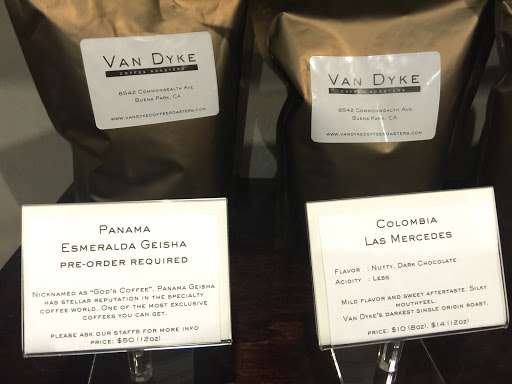 VAN DYKE
COFFEE ROASTERS
8542 COMMONWEALTH AVE
BUENA PARK, CA
WWW.VANDYKECOFFEEROASTERS.COM
VAN DYKE
COFFEE ROASTERS
8542 COMMONWEALTH AVE
BUENA PARK, CA
WWW.VANDYKECOFFEEROASTERS.COM
PANAMA
ESMERALDA GEISHA
PRE-ORDER REQUIRED
NICKNAMED AS "GOD'S COFFEE". PANAMA GEISHA
HAS STELLAR REPUTATION IN THE SPECIALTY
COFFEE WORLD. ONE OF THE MOST EXCLUSIVE
COFFEES YOU CAN GET.
PLEASE ASK OUR STAFFS FOR MORE INFO
PRICE: $50 (12OZ)
COLOMBIA
LAS MERCEDES
FLAVOR : NUTTY, DARK CHOCOLATE
ACIDITY : LESS
MILD FLAVOR AND SWEET AFTERTASTE. SILKY
MOUTHFEEL.
VAN DYKE'S DARKEST SINGLE ORIGIN ROAST.
PRICE: $10 (8OZ), $14 (12OZ)